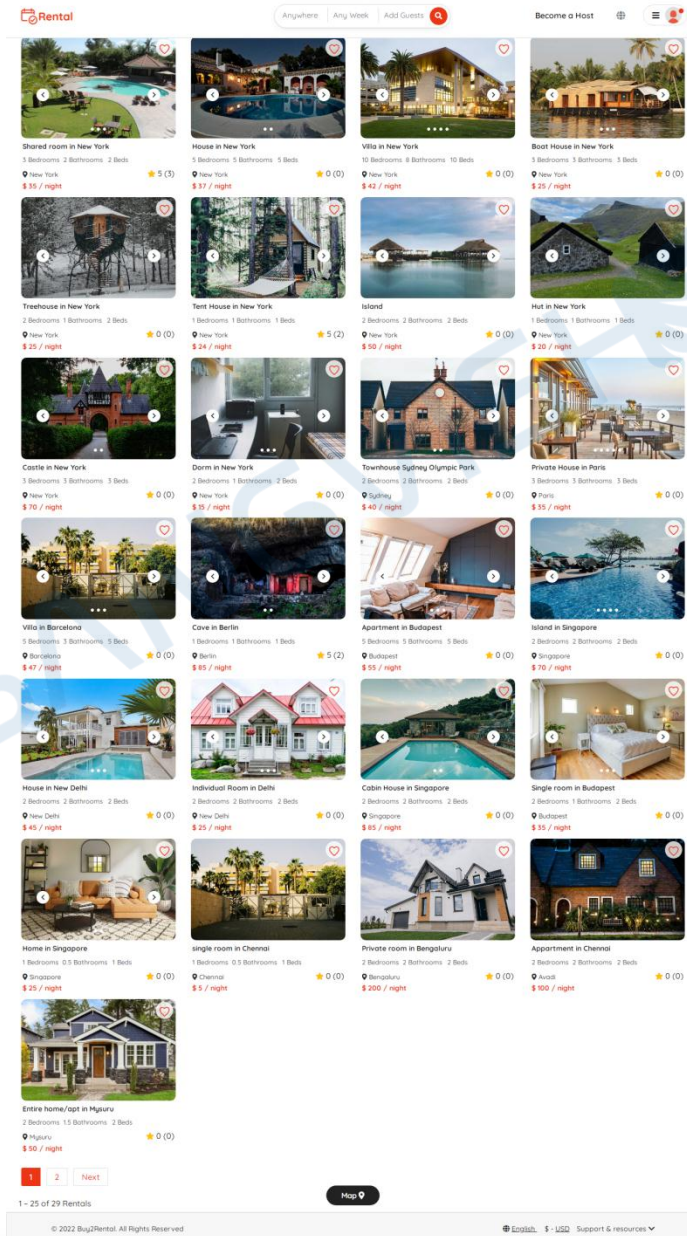 Rental
Anywhere Any Week Add Guests
Become a Host
Shared room in New York
3 Bedrooms 2 Bathrooms 2 Beds
New York 5 (3)
$ 35 / night
House in New York
5 Bedrooms 5 Bathrooms 5 Beds
New York 0 (0)
$ 37 / night
Villa in New York
10 Bedrooms 8 Bathrooms 10 Beds
New York 0 (0)
$ 42 / night
Boat House in New York
3 Bedrooms 3 Bathrooms 3 Beds
New York 0 (0)
$ 25 / night
Treehouse in New York
2 Bedrooms 1 Bathrooms 2 Beds
New York 0 (0)
$ 25 / night
Tent House in New York
1 Bedrooms 1 Bathrooms 1 Beds
New York 5 (2)
$ 24 / night
Island
2 Bedrooms 2 Bathrooms 2 Beds
New York 0 (0)
$ 50 / night
Hut in New York
1 Bedrooms 1 Bathrooms 1 Beds
New York 0 (0)
$ 20 / night
Castle in New York
3 Bedrooms 3 Bathrooms 3 Beds
New York 0 (0)
$ 70 / night
Dorm in New York
2 Bedrooms 1 Bathrooms 2 Beds
New York 0 (0)
$ 15 / night
Townhouse Sydney Olympic Park
2 Bedrooms 2 Bathrooms 2 Beds
Sydney 0 (0)
$ 40 / night
Private House in Paris
3 Bedrooms 3 Bathrooms 3 Beds
Paris 0 (0)
$ 35 / night
Villa in Barcelona
5 Bedrooms 3 Bathrooms 5 Beds
Barcelona 0 (0)
$ 47 / night
Cave in Berlin
1 Bedrooms 1 Bathrooms 1 Beds
Berlin 5 (2)
$ 85 / night
Apartment in Budapest
5 Bedrooms 5 Bathrooms 5 Beds
Budapest 0 (0)
$ 55 / night
Island in Singapore
2 Bedrooms 2 Bathrooms 2 Beds
Singapore 0 (0)
$ 70 / night
House in New Delhi
2 Bedrooms 2 Bathrooms 2 Beds
New Delhi 0 (0)
$ 45 / night
Individual Room in Delhi
2 Bedrooms 2 Bathrooms 2 Beds
New Delhi 0 (0)
$ 25 / night
Cabin House in Singapore
2 Bedrooms 2 Bathrooms 2 Beds
Singapore 0 (0)
$ 85 / night
Single room in Budapest
2 Bedrooms 1 Bathrooms 2 Beds
Budapest 0 (0)
$ 35 / night
Home in Singapore
1 Bedrooms 0.5 Bathrooms 1 Beds
Singapore 0 (0)
$ 25 / night
single room in Chennai
1 Bedrooms 0.5 Bathrooms 1 Beds
Chennai 0 (0)
$ 5 / night
Private room in Bengaluru
2 Bedrooms 2 Bathrooms 2 Beds
Bengaluru 0 (0)
$ 200 / night
Appartment in Chennai
2 Bedrooms 2 Bathrooms 2 Beds
Avadi 0 (0)
$ 100 / night
Entire home/apt in Mysuru
2 Bedrooms 1.5 Bathrooms 2 Beds
Mysuru 0 (0)
$ 50 / night
1 2 Next
Map
1 – 25 of 29 Rentals
© 2022 Buy2Rental. All Rights Reserved
English $ - USD Support & resources